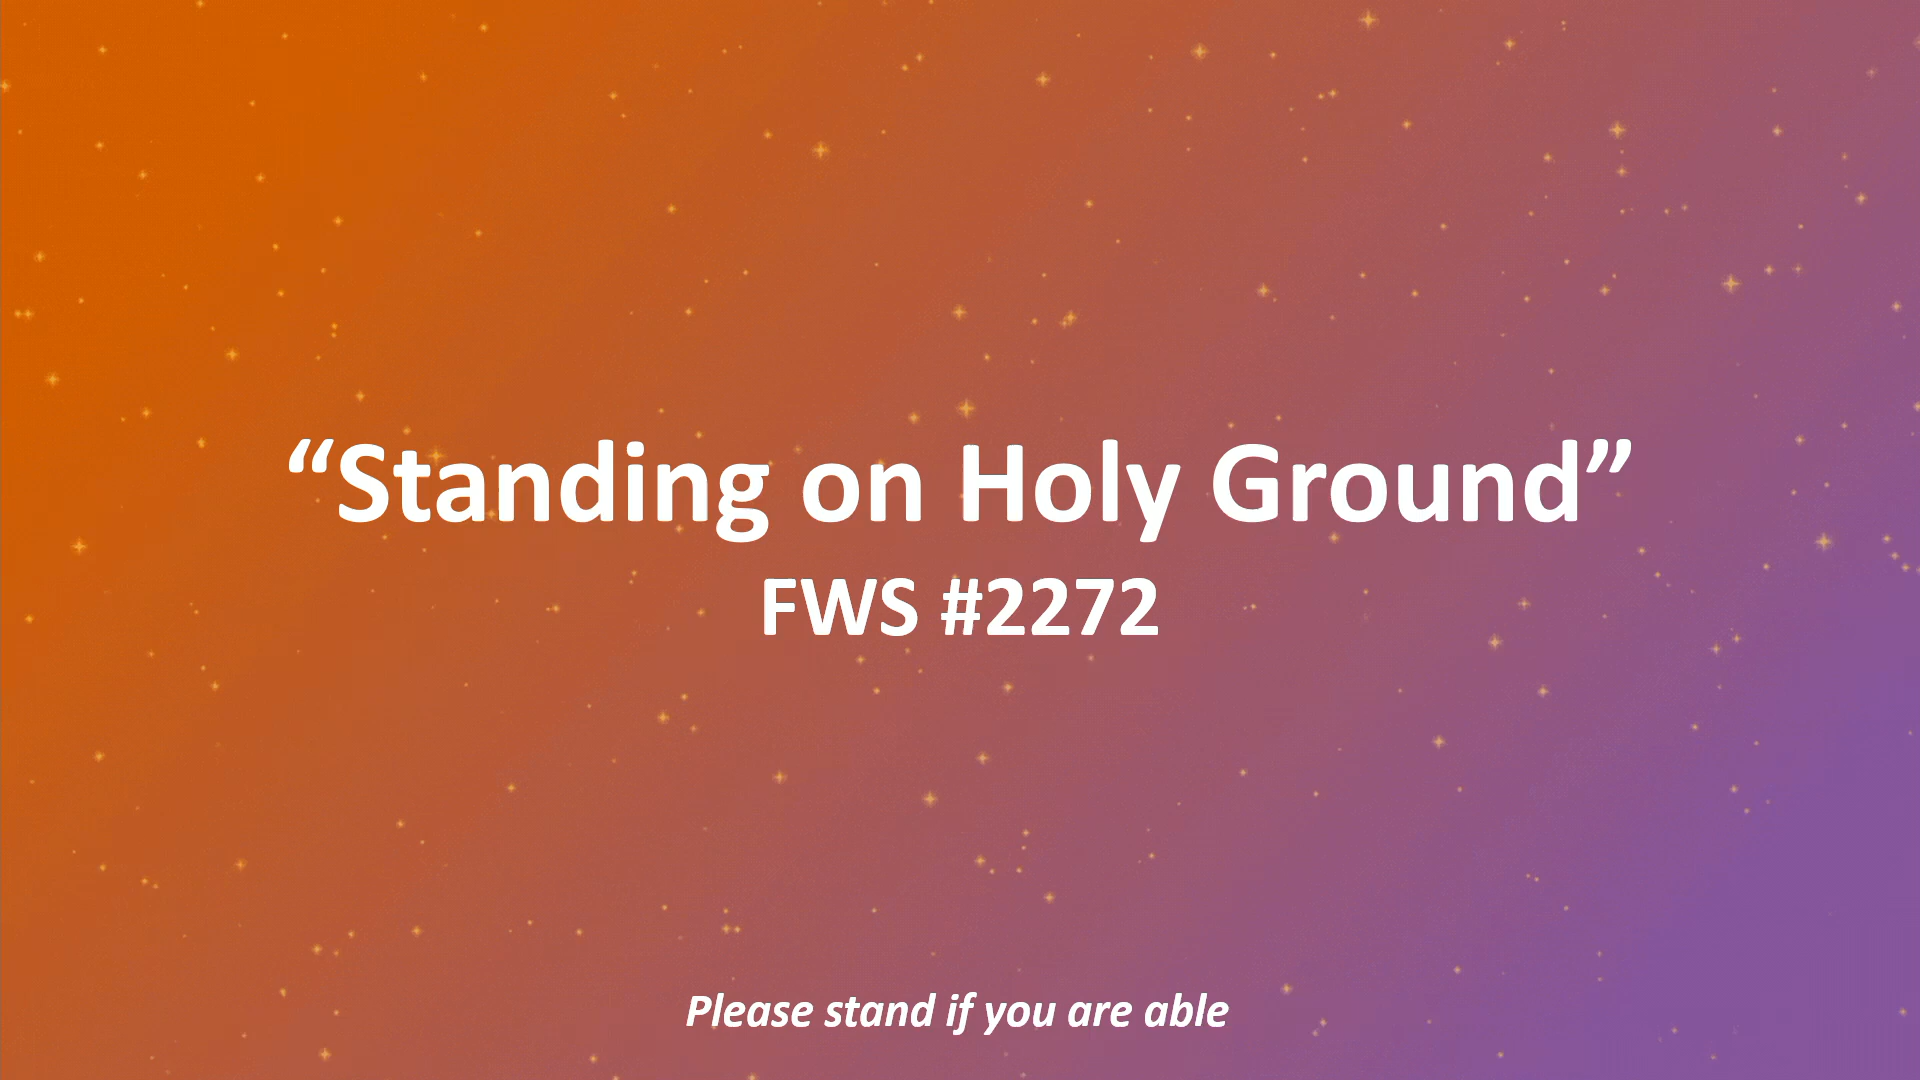 “Standing on Holy Ground”
FWS #2272
Please stand if you are able